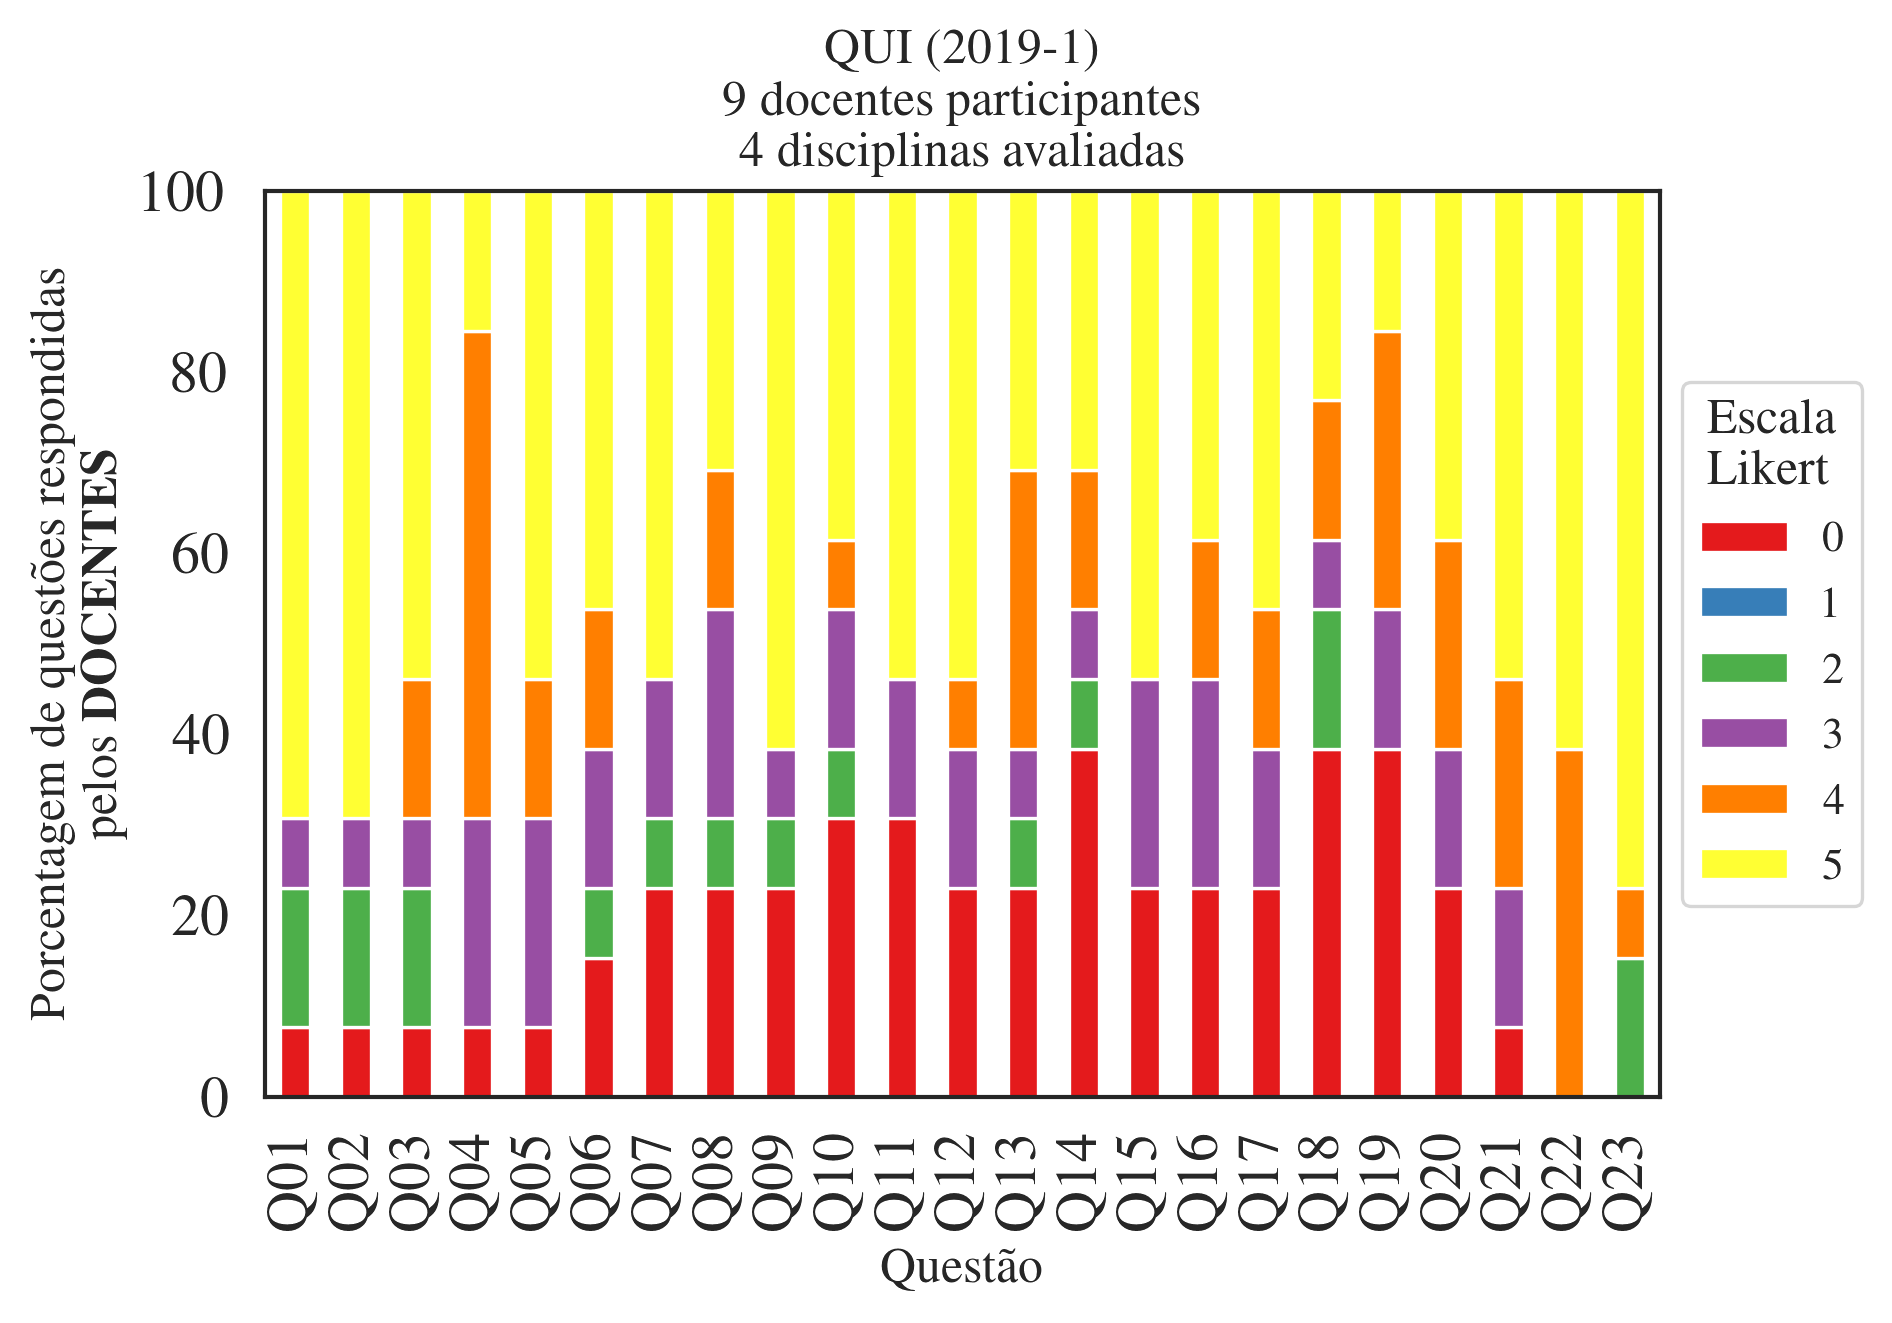 QUI (2019-1)
9 docentes participantes
4 disciplinas avaliadas
Porcentagem de questões respondidas
pelos DOCENTES
100
80
60
40
20
0
Q01
Q02
Q03
Q04
Q05
Q06
Q07
Q08
Q09
Q10
Q11
Q12
Q13
Q14
Q15
Q16
Q17
Q18
Q19
Q20
Q21
Q22
Q23
Questão
Escala
Likert
0
1
2
3
4
5